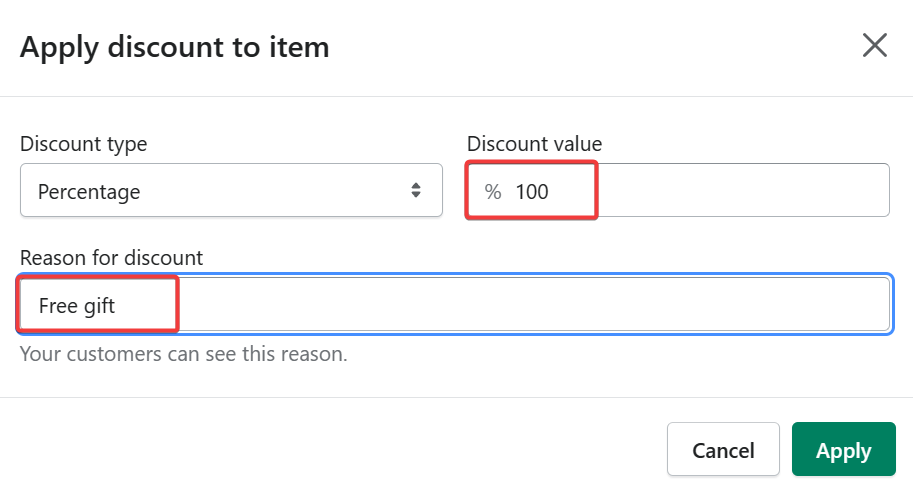 Apply discount to item
Discount type
Discount value
Percentage
% 100
Reason for discount
Free gift
Your customers can see this reason.
Cancel
Apply